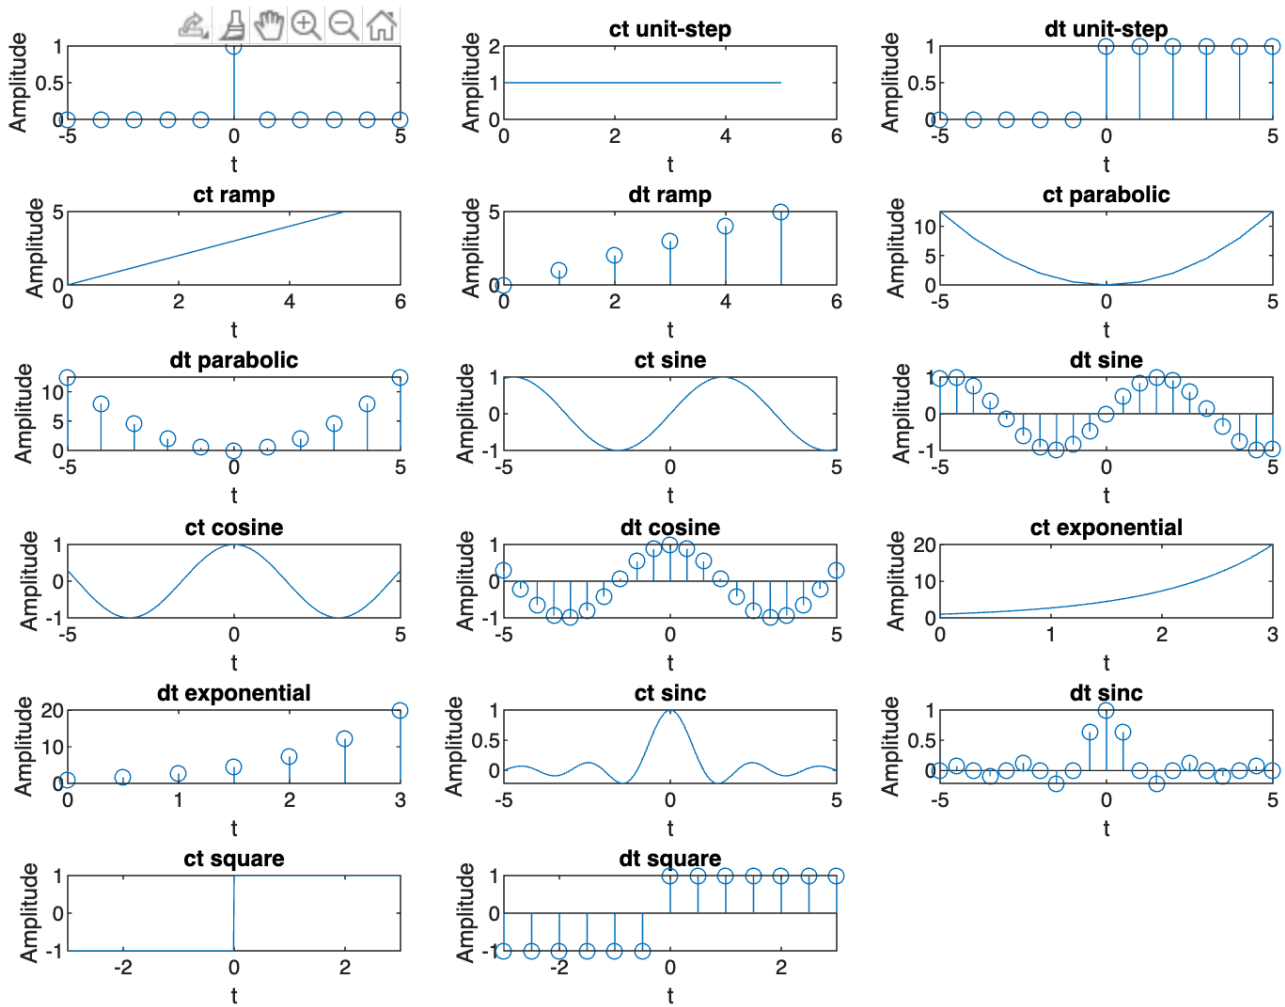 ct unit-step
dt unit-step
Amplitude
1
0.5
0
-5
0
5
t
Amplitude
2
1
0
0
2
4
6
t
Amplitude
1
0.5
0
-5
0
5
t
ct ramp
Amplitude
5
0
0
2
4
6
t
dt ramp
Amplitude
5
0
0
2
4
6
t
ct parabolic
Amplitude
10
5
0
-5
0
5
t
dt parabolic
Amplitude
10
5
0
-5
0
5
t
ct sine
Amplitude
1
0
-1
-5
0
5
t
dt sine
Amplitude
1
0
-1
-5
0
5
t
ct cosine
Amplitude
1
0
-1
-5
0
5
t
dt cosine
Amplitude
1
0
-1
-5
0
5
t
ct exponential
Amplitude
20
10
0
0
1
2
3
t
dt exponential
Amplitude
20
10
0
0
1
2
3
t
ct sinc
Amplitude
1
0.5
0
-5
0
5
t
dt sinc
Amplitude
1
0.5
0
-5
0
5
t
ct square
Amplitude
1
0
-1
-2
0
2
t
dt square
Amplitude
1
0
-1
-2
0
2
t